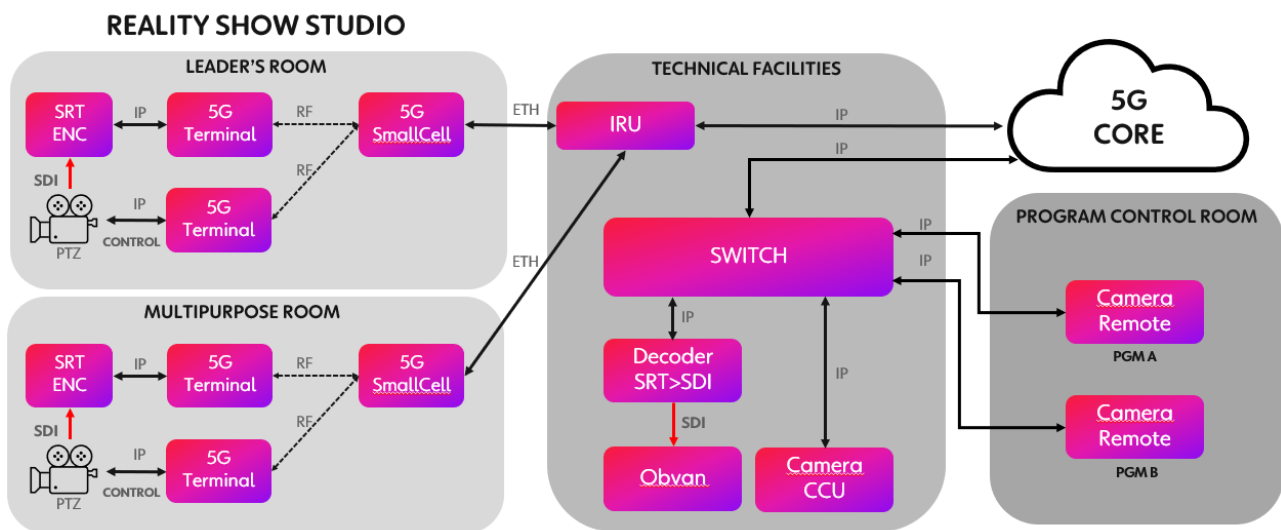 REALITY SHOW STUDIO
LEADER'S ROOM
SRT
ENC
IP
5G
Terminal
RF
5G
SmallCell
RF
SDI
PTZ
IP
CONTROL
5G
Terminal
ETH
ETH
MULTIPURPOSE ROOM
SRT
ENC
IP
5G
Terminal
RF
5G
SmallCell
RF
SDI
PTZ
IP
CONTROL
5G
Terminal
TECHNICAL FACILITIES
IRU
IP
IP
5G
CORE
SWITCH
IP
IP
IP
Decoder
SRT>SDI
IP
SDI
Obvan
Camera
CCU
PROGRAM CONTROL ROOM
Camera
Remote
PGM A
Camera
Remote
PGM B